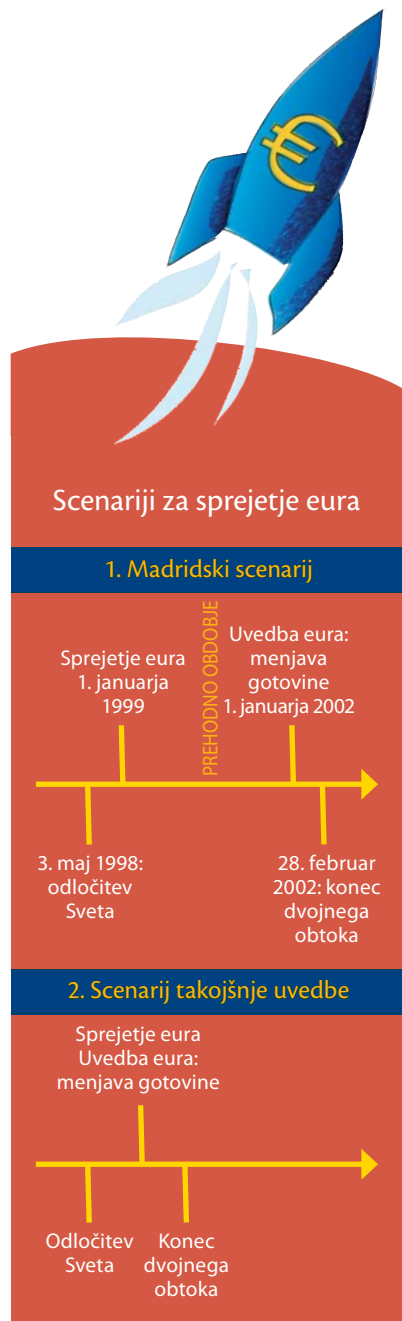 €
Scenariji za sprejetje eura
1. Madridski scenarij
Sprejetje eura
1. januarja
1999
PREHODNO OBDOBJE
Uvedba eura:
menjava
gotovine
1. januarja 2002
3. maj 1998:
odločitev
Sveta
28. februar
2002: konec
dvojnega
obtoka
2. Scenarij takojšnje uvedbe
Sprejetje eura
Uvedba eura:
menjava gotovine
Odločitev
Sveta
Konec
dvojnega
obtoka